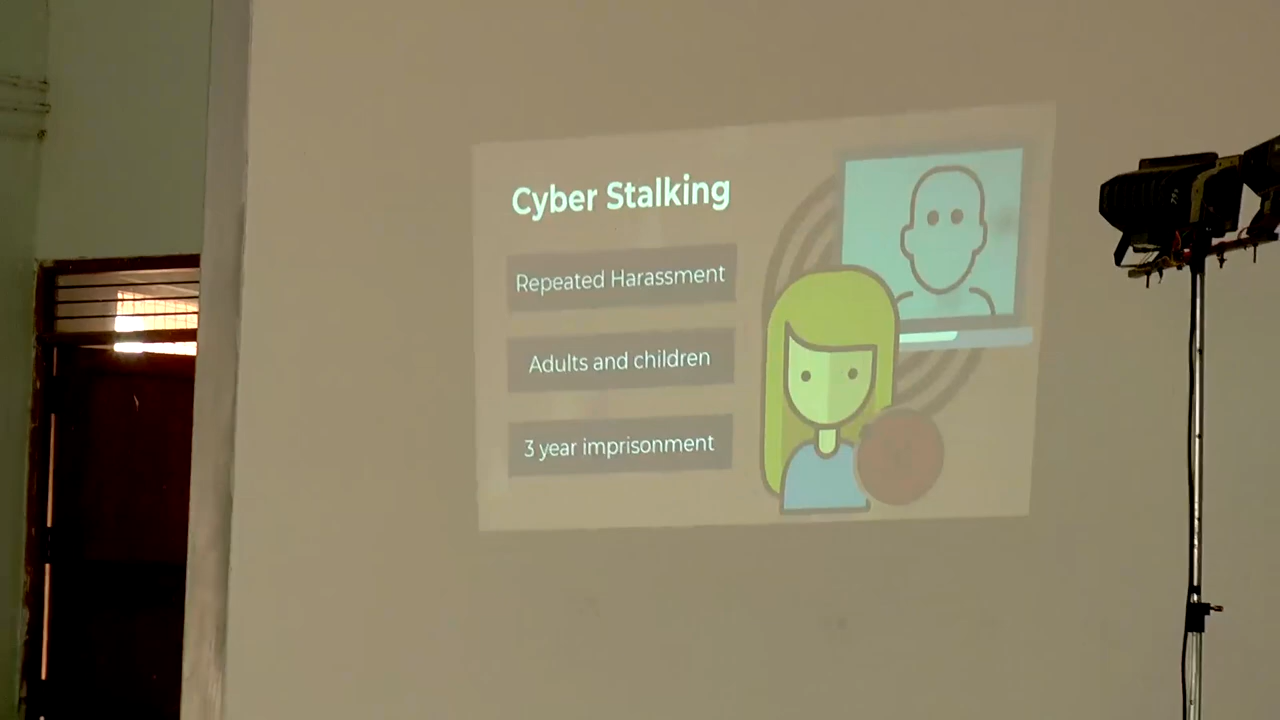 Cyber Stalking
Repeated Harassment
Adults and children
3 year imprisonment